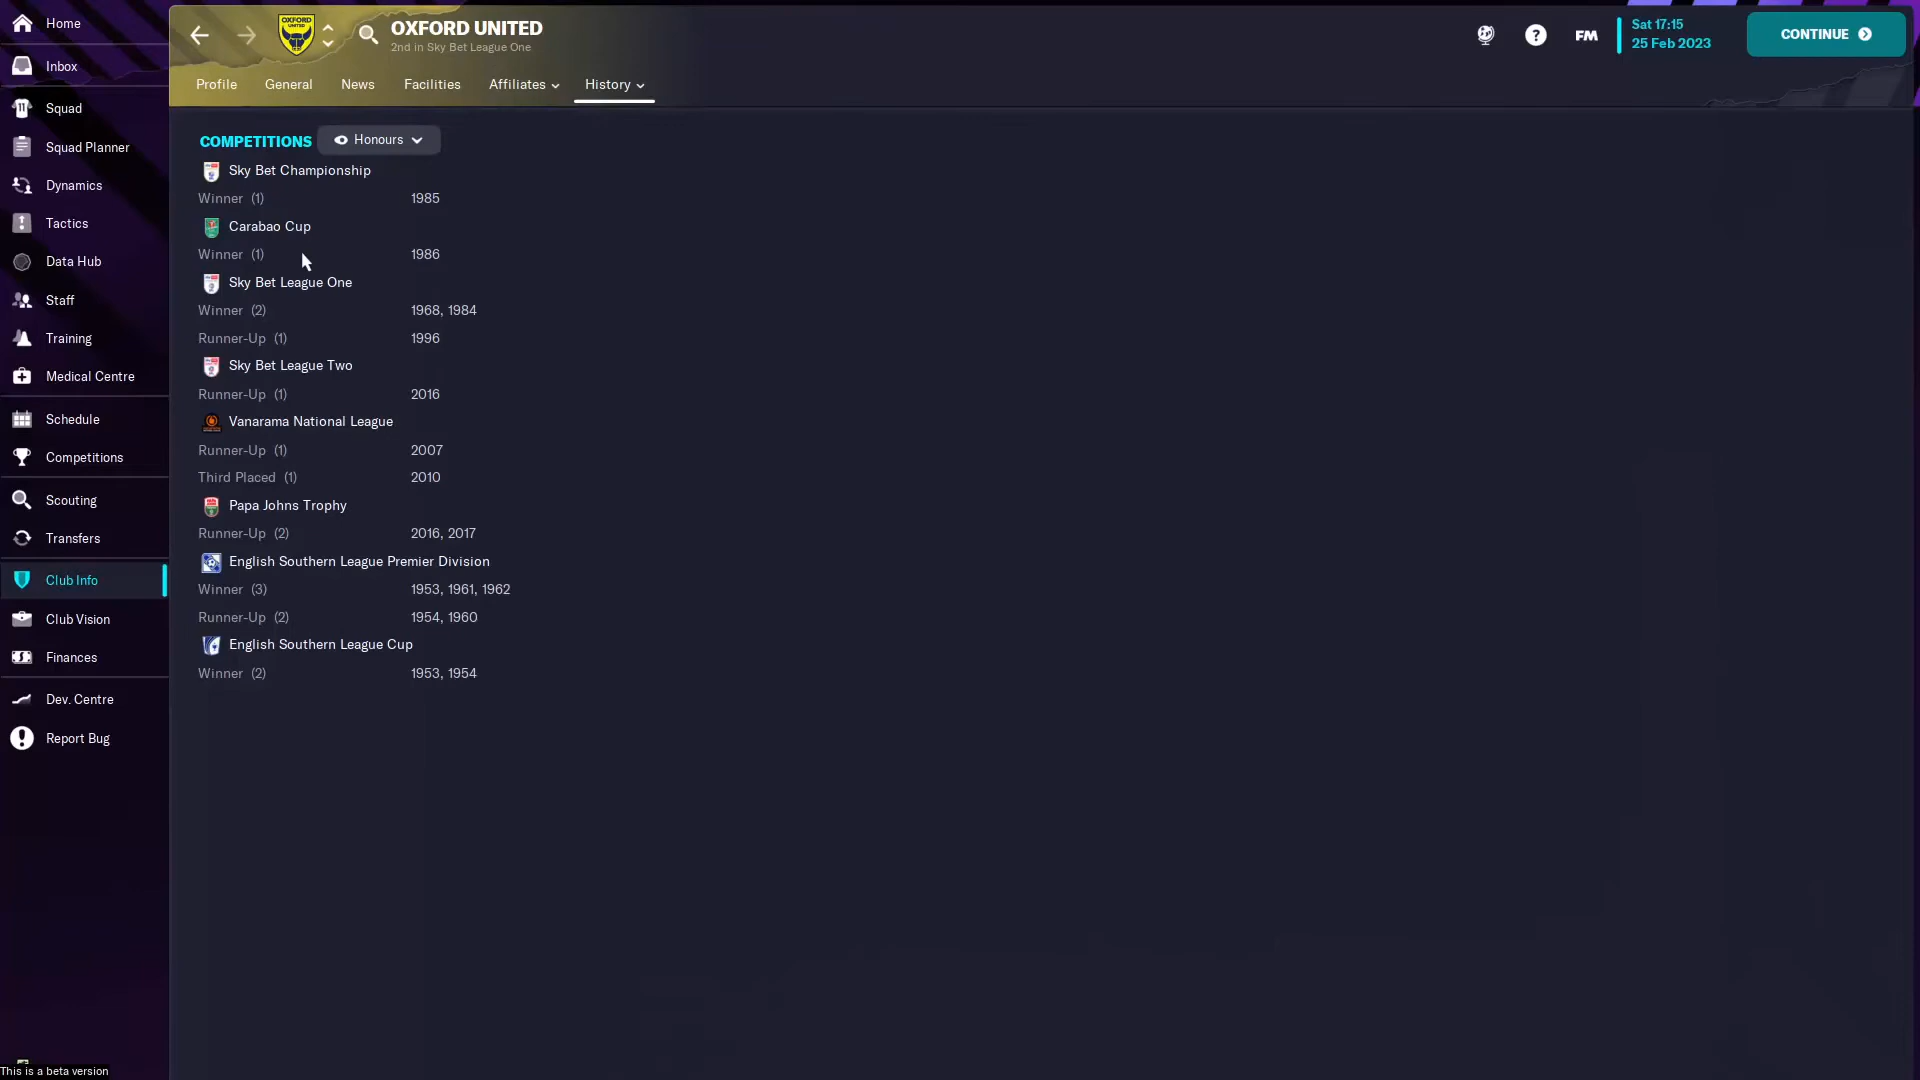 Home
Inbox
Squad
Squad Planner
Dynamics
Tactics
Data Hub
Staff
Training
Medical Centre
Schedule
Competitions
Scouting
Transfers
Club Info
Club Vision
Finances
Dev. Centre
Report Bug
This is a beta version
OXFORD UNITED
2nd in Sky Bet League One
FM
Sat 17:15
25 Feb 2023
CONTINUE
Profile General News Facilities Affiliates History
COMPETITIONS Honours
Sky Bet Championship
Winner (1) 1985
Carabao Cup
Winner (1) 1986
Sky Bet League One
Winner (2) 1968, 1984
Runner-Up (1) 1996
Sky Bet League Two
Runner-Up (1) 2016
Vanarama National League
Runner-Up (1) 2007
Third Placed (1) 2010
Papa Johns Trophy
Runner-Up (2) 2016, 2017
English Southern League Premier Division
Winner (3) 1953, 1961, 1962
Runner-Up (2) 1954, 1960
English Southern League Cup
Winner (2) 1953, 1954